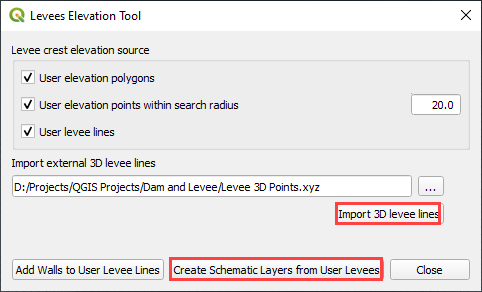 Levees Elevation Tool
Levee crest elevation source
User elevation polygons
User elevation points within search radius 20.0
User levee lines
Import external 3D levee lines
D:/Projects/QGIS Projects/Dam and Levee/Levee 3D Points.xyz ...
Import 3D levee lines
Add Walls to User Levee Lines Create Schematic Layers from User Levees Close